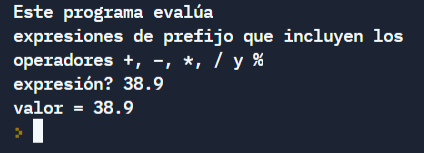 Este programa evalúa
expresiones de prefijo que incluyen los
operadores +, -, *, / y %
expresión? 38.9
valor = 38.9
>